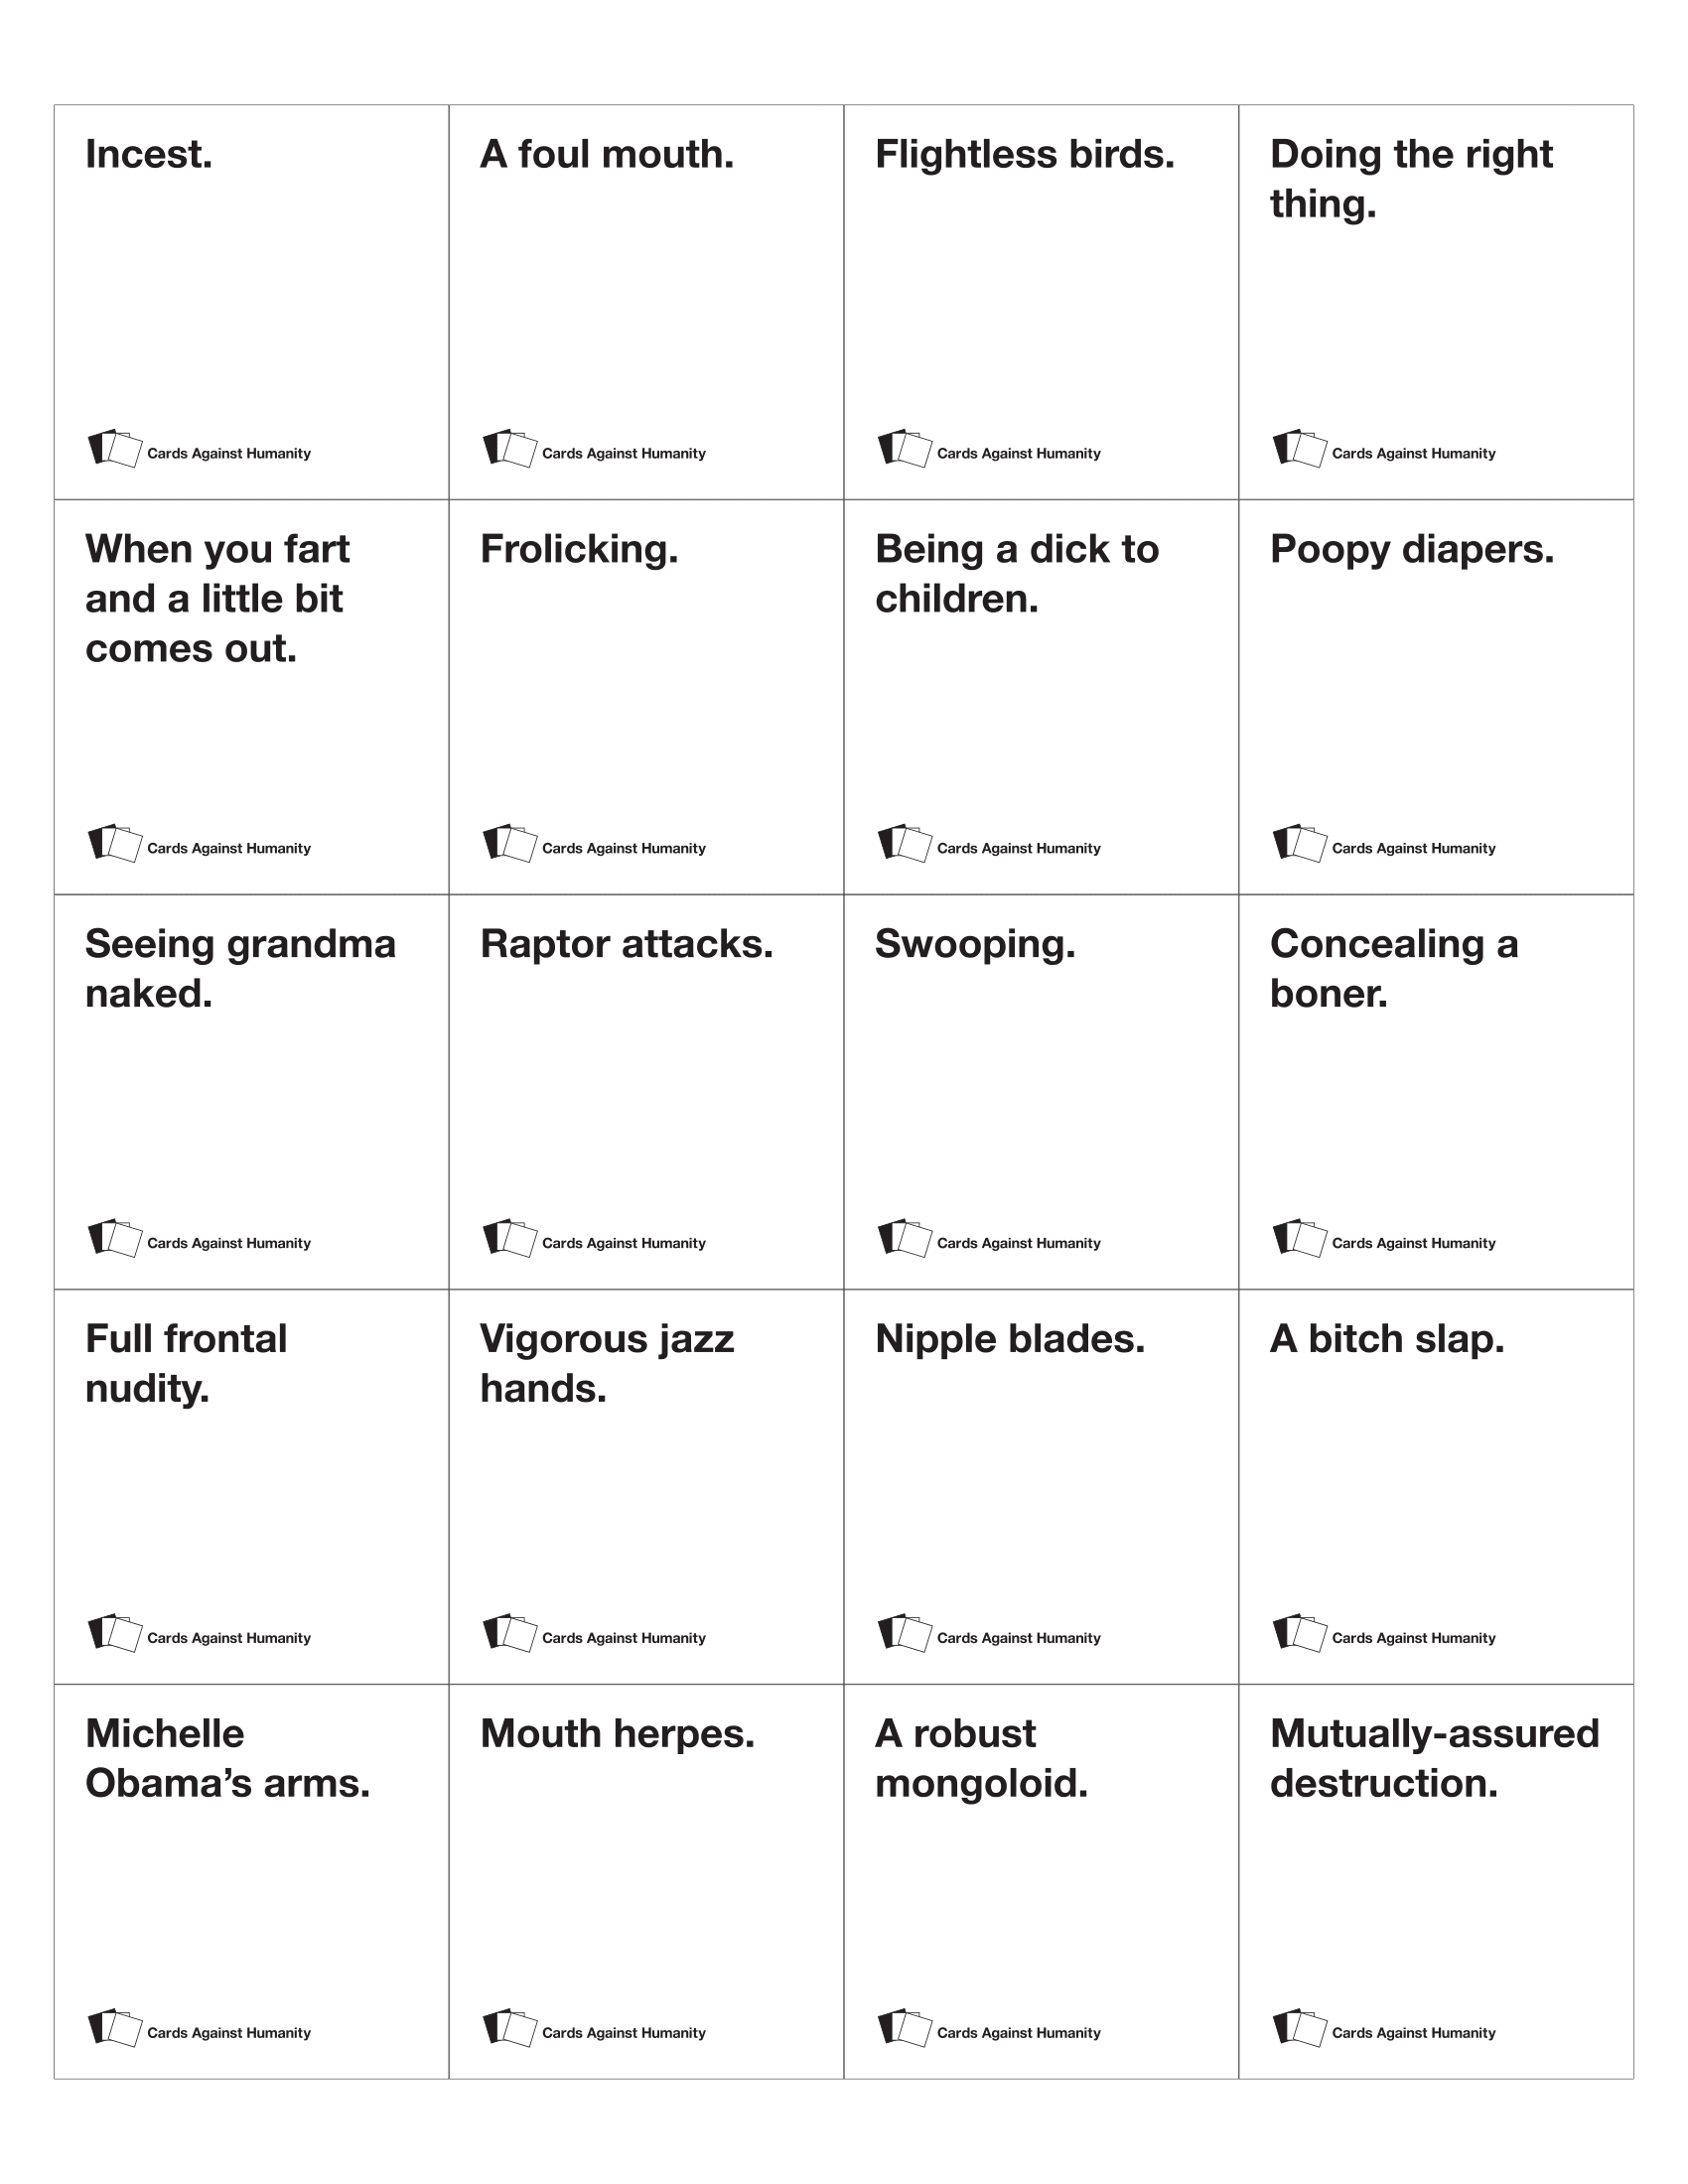 Incest.
Cards Against Humanity
A foul mouth.
Cards Against Humanity
Flightless birds.
Cards Against Humanity
Doing the right
thing.
Cards Against Humanity
When you fart
and a little bit
comes out.
Cards Against Humanity
Frolicking.
Cards Against Humanity
Being a dick to
children.
Cards Against Humanity
Poopy diapers.
Cards Against Humanity
Seeing grandma
naked.
Cards Against Humanity
Raptor attacks.
Cards Against Humanity
Swooping.
Cards Against Humanity
Concealing a
boner.
Cards Against Humanity
Full frontal
nudity.
Cards Against Humanity
Vigorous jazz
hands.
Cards Against Humanity
Nipple blades.
Cards Against Humanity
A bitch slap.
Cards Against Humanity
Michelle
Obama’s arms.
Cards Against Humanity
Mouth herpes.
Cards Against Humanity
A robust
mongoloid.
Cards Against Humanity
Mutually-assured
destruction.
Cards Against Humanity